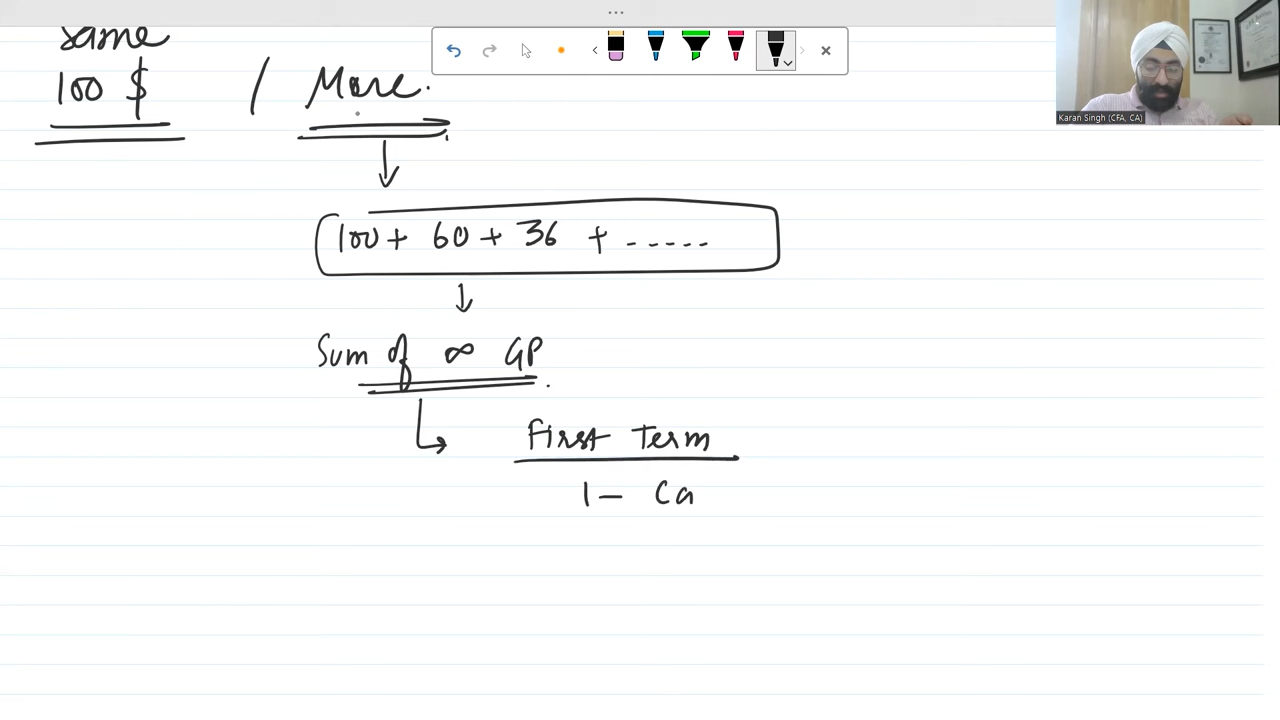 same
100 $ / More.
100 + 60 + 36 + -----
Sum of ∞ GP
First Term
1 - Ca
Karan Singh (CFA, CA)